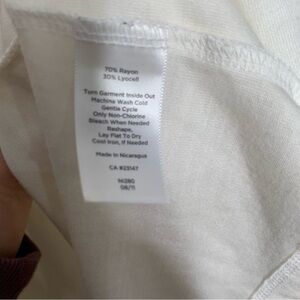 70% Rayon
30% Lyocell
Turn Garment Inside Out
Machine Wash Cold
Gentle Cycle
Only Non-Chlorine
Bleach When Needed
Reshape,
Lay Flat To Dry
Cool Iron, If Needed
Made in Nicaragua
CA #23147
14080
08/11